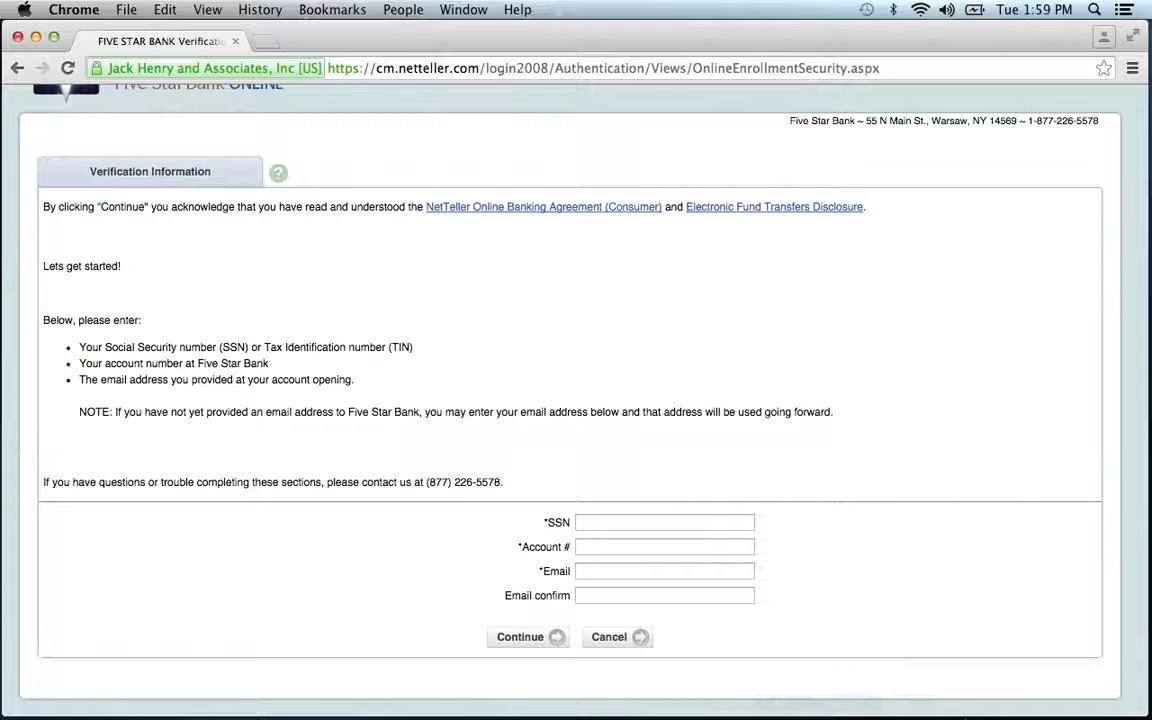 Chrome File Edit View History Bookmarks People Window Help Tue 1:59 PM
FIVE STAR BANK Verificati
Jack Henry and Associates, Inc [US] https://cm.netteller.com/login2008/Authentication/Views/OnlineEnrollmentSecurity.aspx
Five Star Bank ONLINE
Five Star Bank ~ 55 N Main St., Warsaw, NY 14569 ~ 1-877-226-5578
Verification Information ?
By clicking "Continue" you acknowledge that you have read and understood the NetTeller Online Banking Agreement (Consumer) and Electronic Fund Transfers Disclosure.
Lets get started!
Below, please enter:
• Your Social Security number (SSN) or Tax Identification number (TIN)
• Your account number at Five Star Bank
• The email address you provided at your account opening.
NOTE: If you have not yet provided an email address to Five Star Bank, you may enter your email address below and that address will be used going forward.
If you have questions or trouble completing these sections, please contact us at (877) 226-5578.
*SSN
*Account #
*Email
Email confirm
Continue Cancel